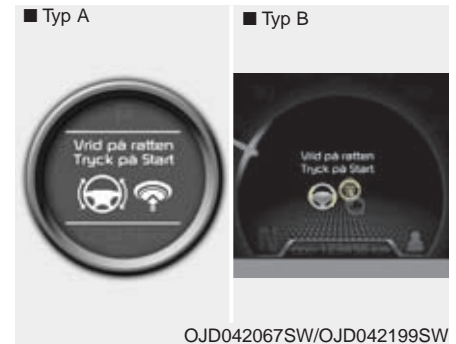 ■ Typ A
■ Typ B
Vrid på ratten
Tryck på Start
Vrid på ratten
Tryck på Start
OJD042067SW/OJD042199SW